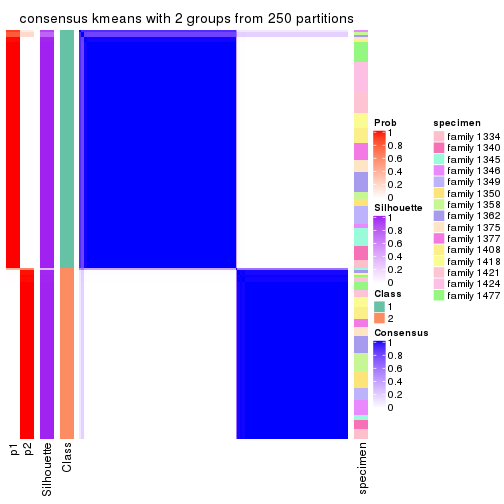 consensus kmeans with 2 groups from 250 partitions
p1
p2
Silhouette
Class
specimen
Prob
1
0.8
0.6
0.4
0.2
0
Silhouette
1
0.8
0.6
0.4
0.2
0
Class
1
2
Consensus
1
0.8
0.6
0.4
0.2
0
specimen
family 1334
family 1340
family 1345
family 1346
family 1349
family 1350
family 1358
family 1362
family 1375
family 1377
family 1408
family 1418
family 1421
family 1424
family 1477